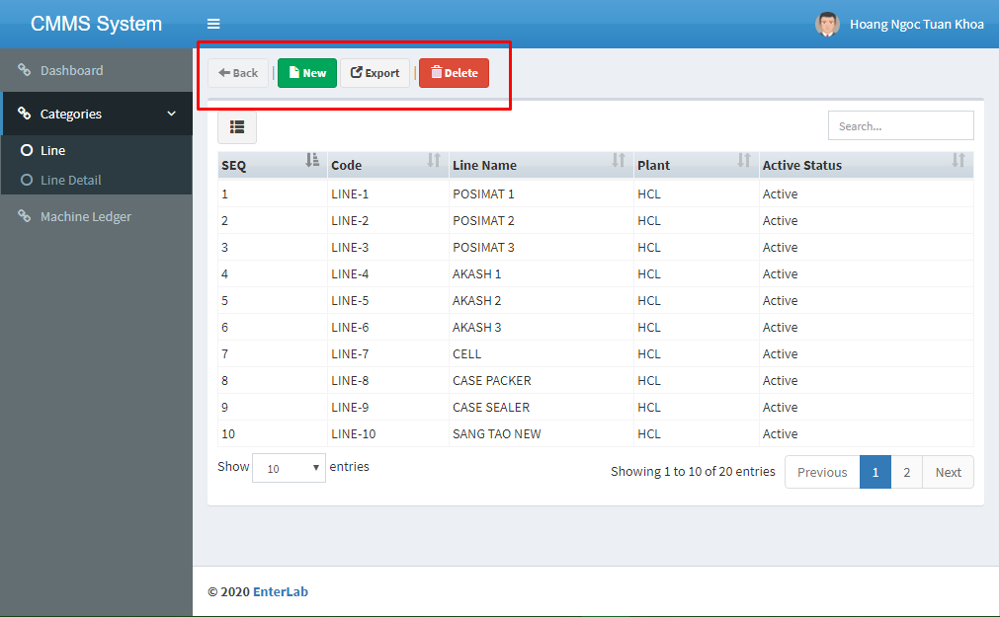 CMMS System
Hoang Ngoc Tuan Khoa
Dashboard
Categories
Line
Line Detail
Machine Ledger
Back | New Export | Delete
Search...
SEQ Code Line Name Plant Active Status
1 LINE-1 POSIMAT 1 HCL Active
2 LINE-2 POSIMAT 2 HCL Active
3 LINE-3 POSIMAT 3 HCL Active
4 LINE-4 AKASH 1 HCL Active
5 LINE-5 AKASH 2 HCL Active
6 LINE-6 AKASH 3 HCL Active
7 LINE-7 CELL HCL Active
8 LINE-8 CASE PACKER HCL Active
9 LINE-9 CASE SEALER HCL Active
10 LINE-10 SANG TAO NEW HCL Active
Show 10 entries
Showing 1 to 10 of 20 entries
Previous 1 2 Next
© 2020 EnterLab